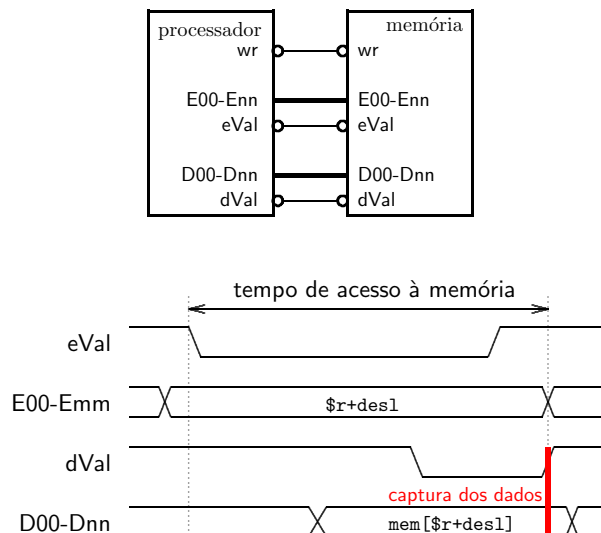 processador memória
wr wr
E00-Enn E00-Enn
eVal eVal
D00-Dnn D00-Dnn
dVal dVal
tempo de acesso à memória
eVal
E00-Emm $r+desl
dVal
captura dos dados
D00-Dnn mem[$r+desl]